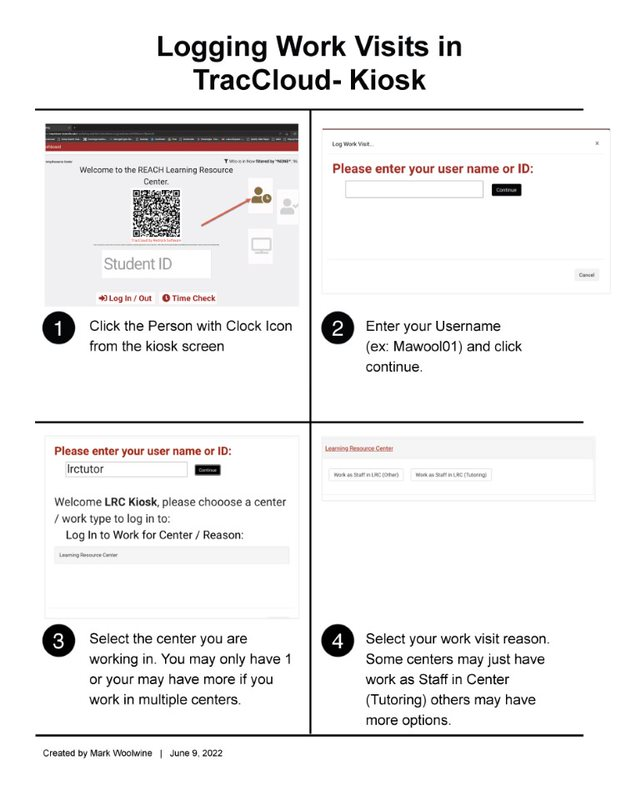 Logging Work Visits in
TracCloud- Kiosk
Welcome to the REACH Learning Resource
Center.
Student ID
Log In / Out
Time Check
1
Click the Person with Clock Icon
from the kiosk screen
Log Work Visit...
x
Please enter your user name or ID:
Continue
Cancel
2
Enter your Username
(ex: Mawool01) and click
continue.
Please enter your user name or ID:
lrctutor
Continue
Welcome LRC Kiosk, please chooose a center
/ work type to log in to:
Log In to Work for Center / Reason:
Learning Resource Center
3
Select the center you are
working in. You may only have 1
or your may have more if you
work in multiple centers.
Learning Resource Center
Work as Staff in LRC (Other)
Work as Staff in LRC (Tutoring)
4
Select your work visit reason.
Some centers may just have
work as Staff in Center
(Tutoring) others may have
more options.
Created by Mark Woolwine | June 9, 2022